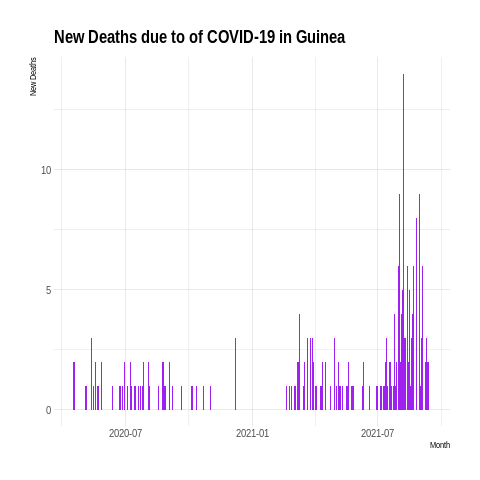 New Deaths due to of COVID-19 in Guinea
New Deaths
10
5
0
2020-07
2021-01
2021-07
Month